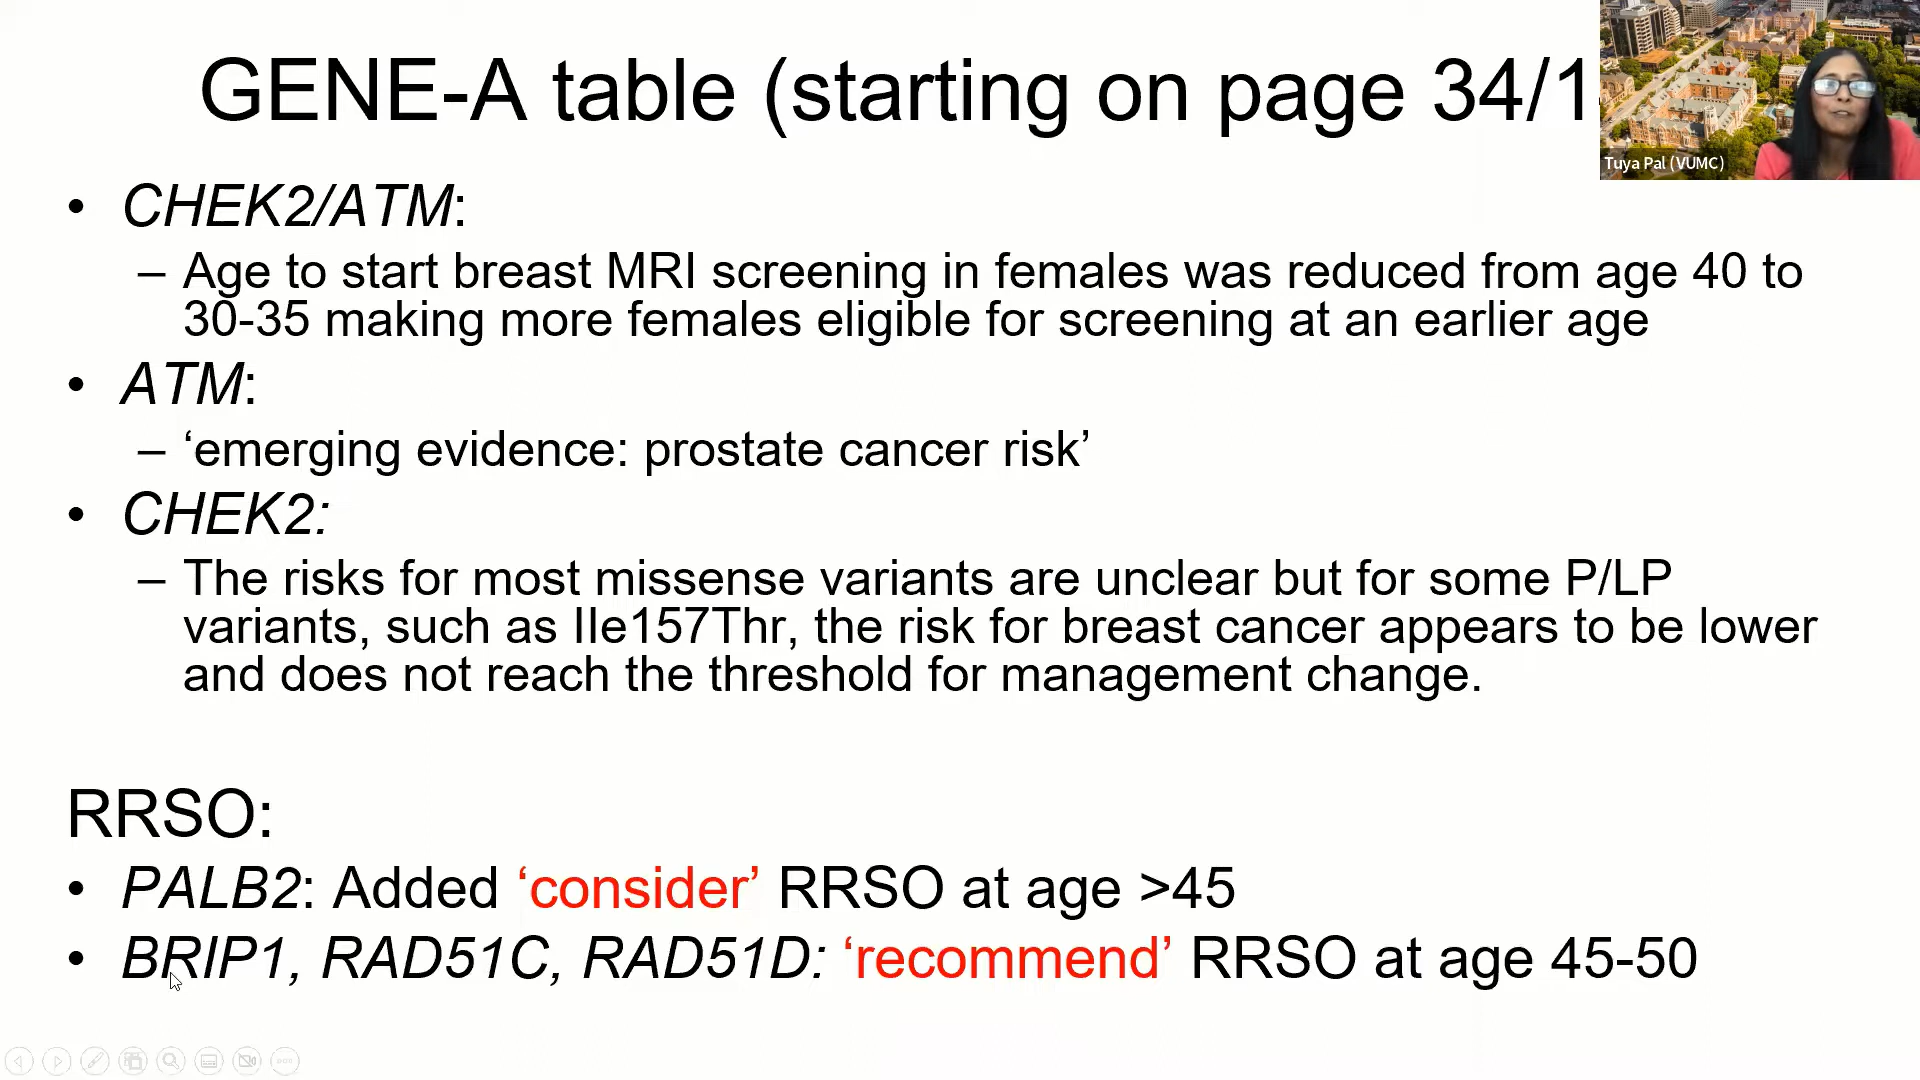 GENE-A table (starting on page 34/1
Tuya Pal (VUMC)
• CHEK2/ATM:
– Age to start breast MRI screening in females was reduced from age 40 to
30-35 making more females eligible for screening at an earlier age
• ATM:
– ‘emerging evidence: prostate cancer risk’
• CHEK2:
– The risks for most missense variants are unclear but for some P/LP
variants, such as IIe157Thr, the risk for breast cancer appears to be lower
and does not reach the threshold for management change.
RRSO:
• PALB2: Added ‘consider’ RRSO at age >45
• BRIP1, RAD51C, RAD51D: ‘recommend’ RRSO at age 45-50